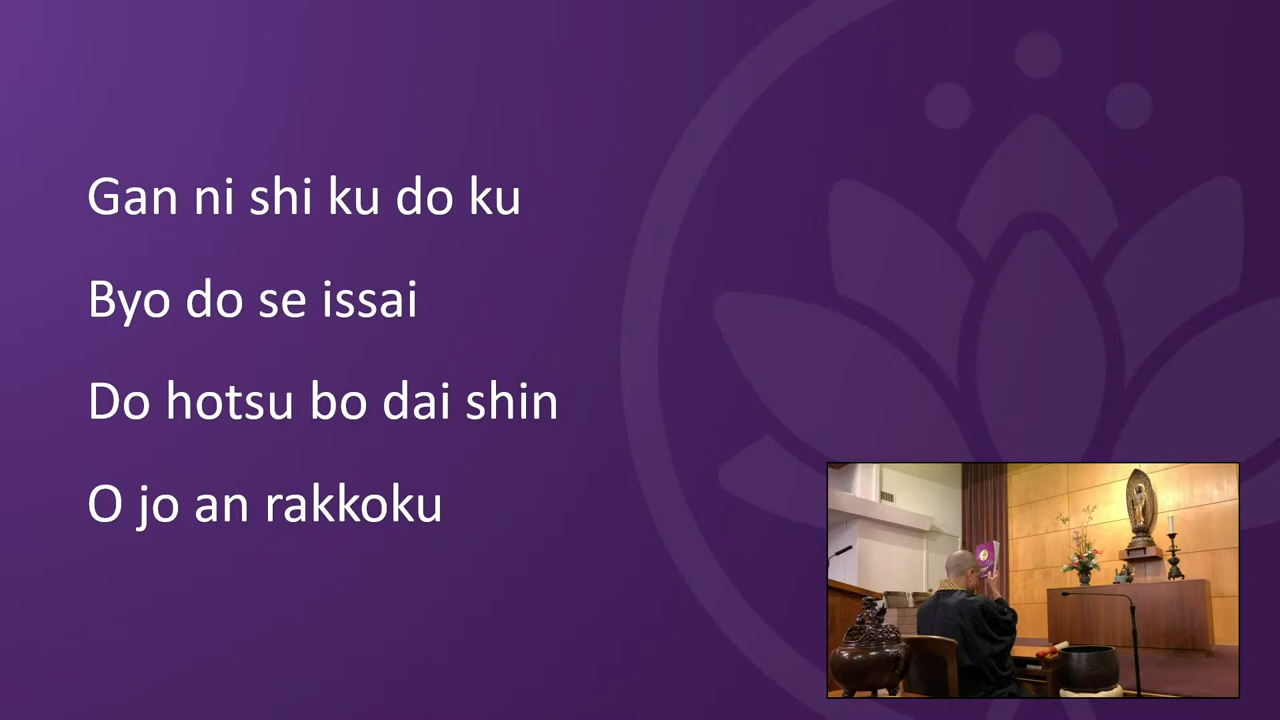 Gan ni shi ku do ku
Byo do se issai
Do hotsu bo dai shin
O jo an rakkoku